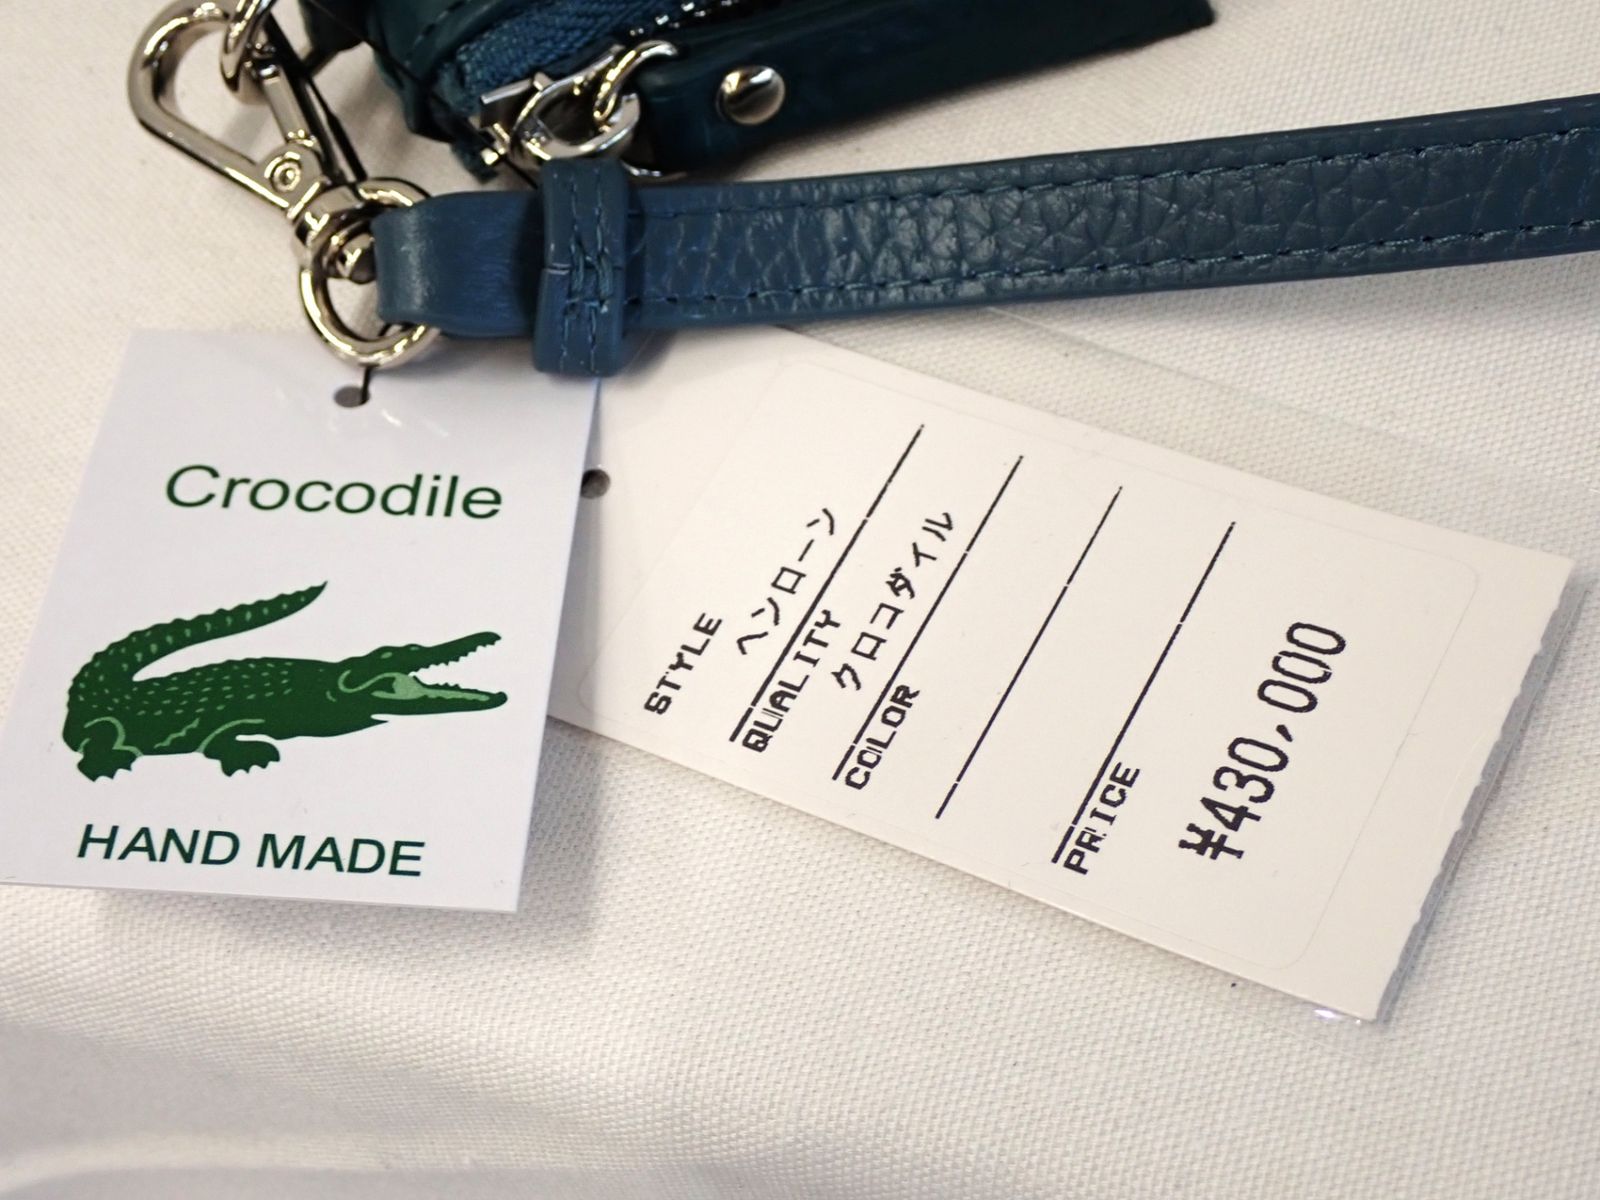 Crocodile
HAND MADE
STYLE
ヘンローン
QUALITY
クロコダイル
COLOR
PRICE
¥430,000